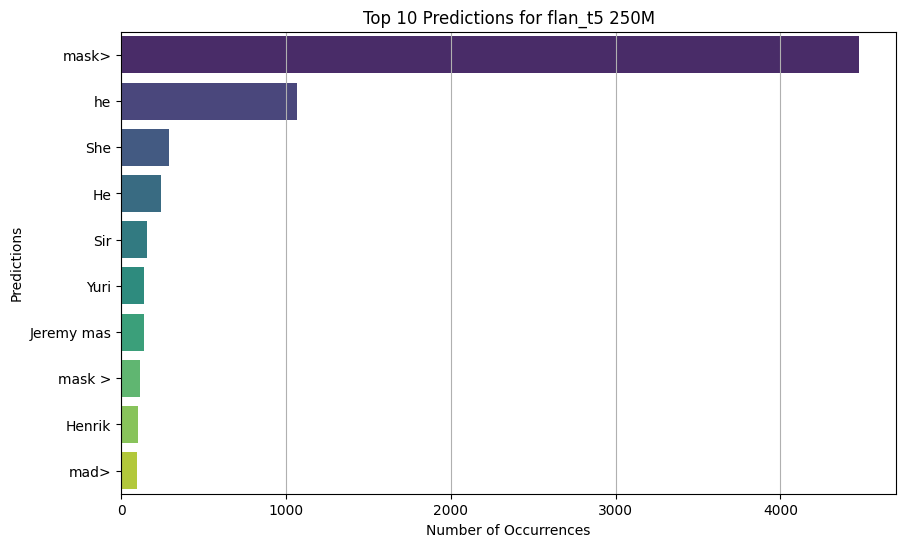 Top 10 Predictions for flan_t5 250M
Predictions
mask>
he
She
He
Sir
Yuri
Jeremy mas
mask >
Henrik
mad>
0 1000 2000 3000 4000
Number of Occurrences